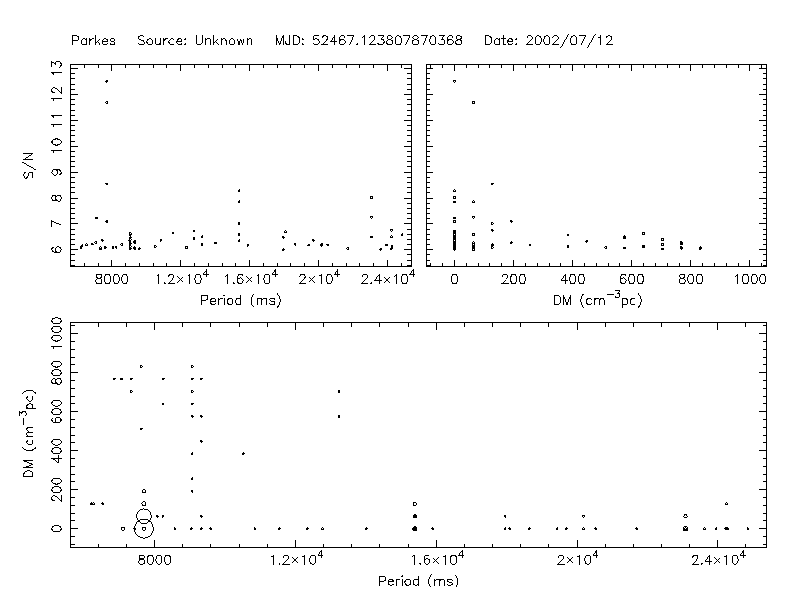 Parkes Source: Unknown MJD: 52467.123807870368 Date: 2002/07/12
13
12
11
10
9
8
7
6
S/N
8000 1.2×10⁴ 1.6×10⁴ 2×10⁴ 2.4×10⁴
Period (ms)
0 200 400 600 800 1000
DM (cm⁻³pc)
1000
800
600
400
200
0
DM (cm⁻³pc)
8000 1.2×10⁴ 1.6×10⁴ 2×10⁴ 2.4×10⁴
Period (ms)